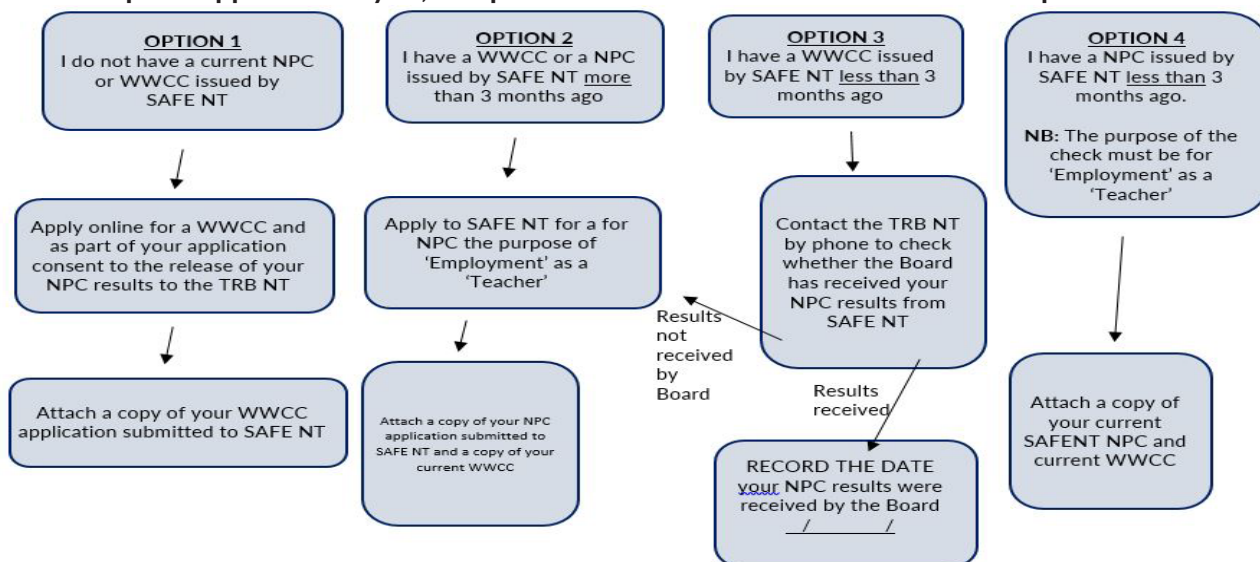 OPTION 1
I do not have a current NPC
or WWCC issued by
SAFE NT
Apply online for a WWCC and
as part of your application
consent to the release of your
NPC results to the TRB NT
Attach a copy of your WWCC
application submitted to SAFE NT
OPTION 2
I have a WWCC or a NPC
issued by SAFE NT more
than 3 months ago
Apply to SAFE NT for a for
NPC the purpose of
‘Employment’ as a
‘Teacher’
Attach a copy of your NPC
application submitted to
SAFE NT and a copy of your
current WWCC
OPTION 3
I have a WWCC issued
by SAFE NT less than 3
months ago
Contact the TRB NT
by phone to check
whether the Board
has received your
NPC results from
SAFE NT
Results
not
received
by
Board
Results
received
RECORD THE DATE
your NPC results were
received by the Board
__/________/
OPTION 4
I have a NPC issued by
SAFE NT less than 3
months ago.
NB: The purpose of the
check must be for
‘Employment’ as a
‘Teacher’
Attach a copy of
your current
SAFENT NPC and
current WWCC